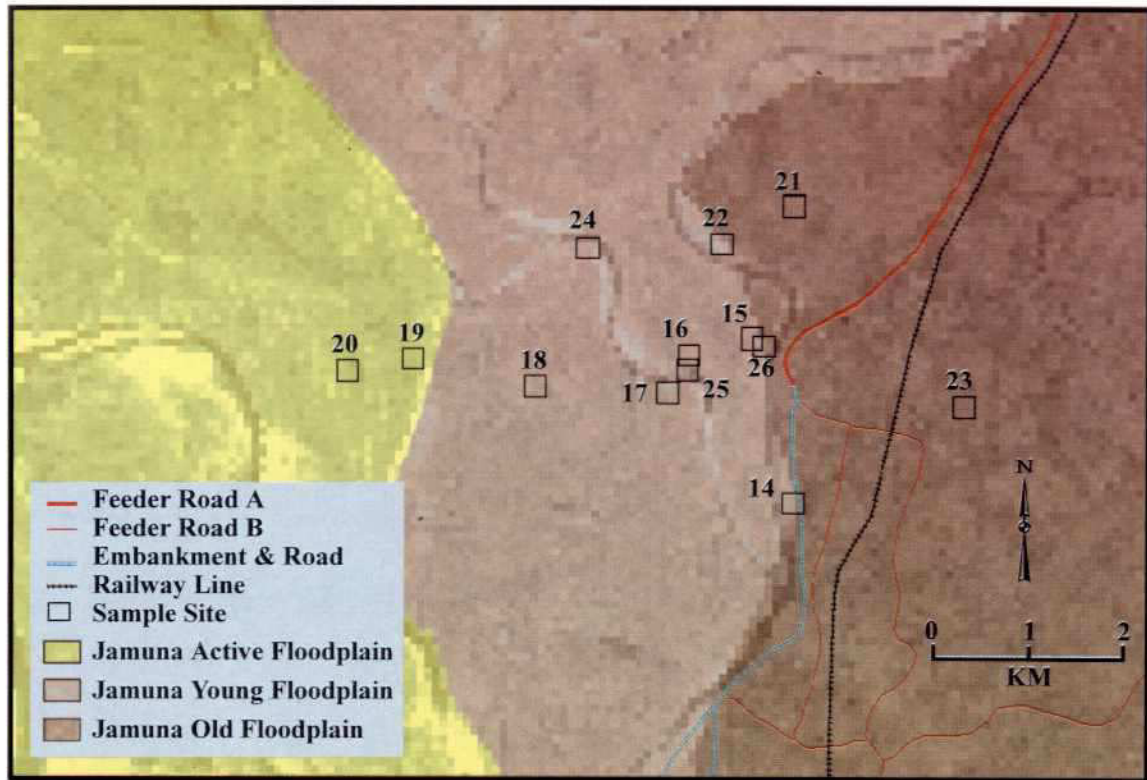 21
24
22
15
16
19
20
18
26
25
17
23
14
N
Feeder Road A
Feeder Road B
Embankment & Road
Railway Line
Sample Site
Jamuna Active Floodplain
Jamuna Young Floodplain
Jamuna Old Floodplain
0 1 2
KM